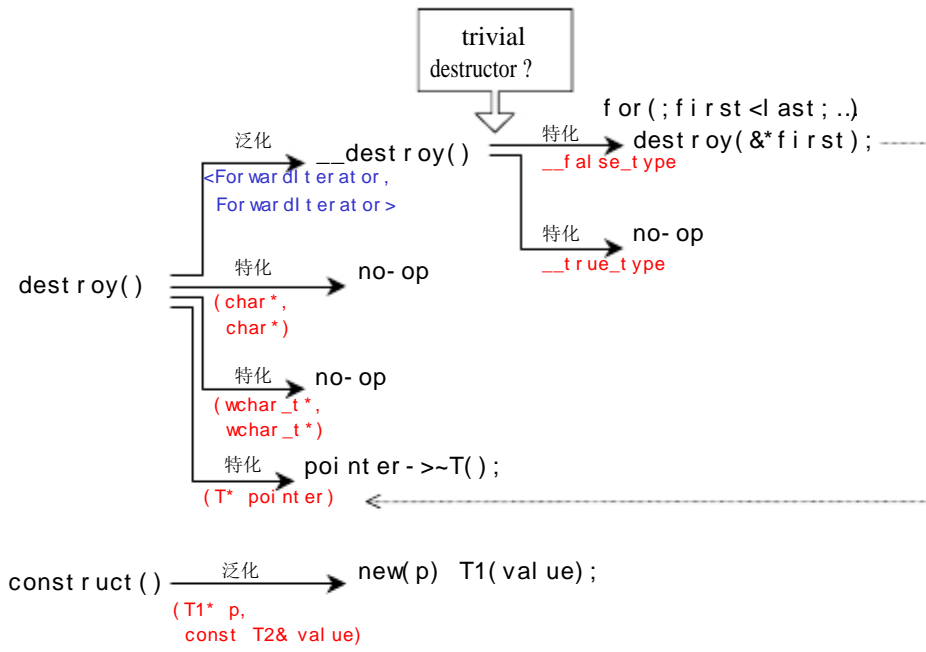 trivial
destructor ?
for(;first<last;...)
泛化
__destroy()
特化
destroy(&*first);
<ForwardIterator,
ForwardIterator>
__false_type
特化
no-op
__true_type
destroy()
特化
no-op
(char*,
char*)
特化
no-op
(wchar_t*,
wchar_t*)
特化
pointer->~T();
(T* pointer)
construct()
泛化
new(p) T1(value);
(T1* p,
const T2& value)